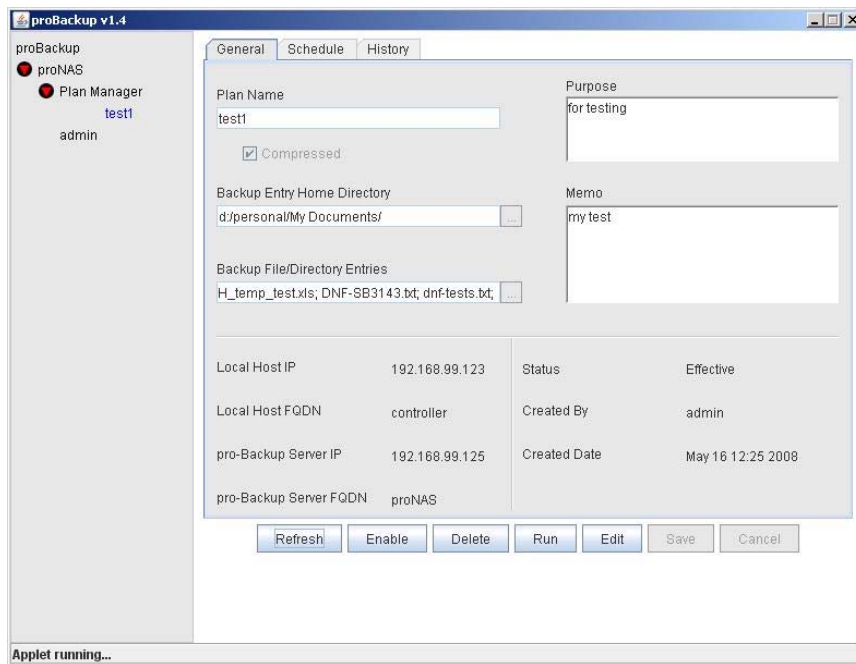 proBackup v1.4
proBackup
proNAS
Plan Manager
test1
admin
General Schedule History
Plan Name
test1
Compressed
Purpose
for testing
Backup Entry Home Directory
d:/personal/My Documents/
...
Memo
my test
Backup File/Directory Entries
H_temp_test.xls; DNF-SB3143.txt; dnf-tests.txt;
...
Local Host IP 192.168.99.123
Status Effective
Local Host FQDN controller
Created By admin
pro-Backup Server IP 192.168.99.125
Created Date May 16 12:25 2008
pro-Backup Server FQDN proNAS
Refresh Enable Delete Run Edit Save Cancel
Applet running...